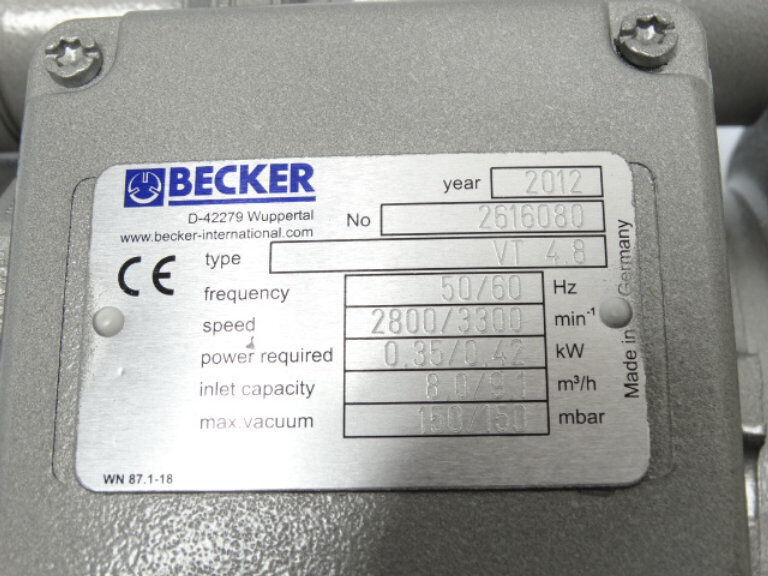 BECKER
D-42279 Wuppertal
www.becker-international.com
year 2012
No 2616080
type VT 4.8
frequency 50/60 Hz
speed 2800/3300 min⁻¹
power required 0.35/0.42 kW
inlet capacity 8.0/9.1 m³/h
max.vacuum 150/150 mbar
CE
Made in Germany
WN 87.1-18